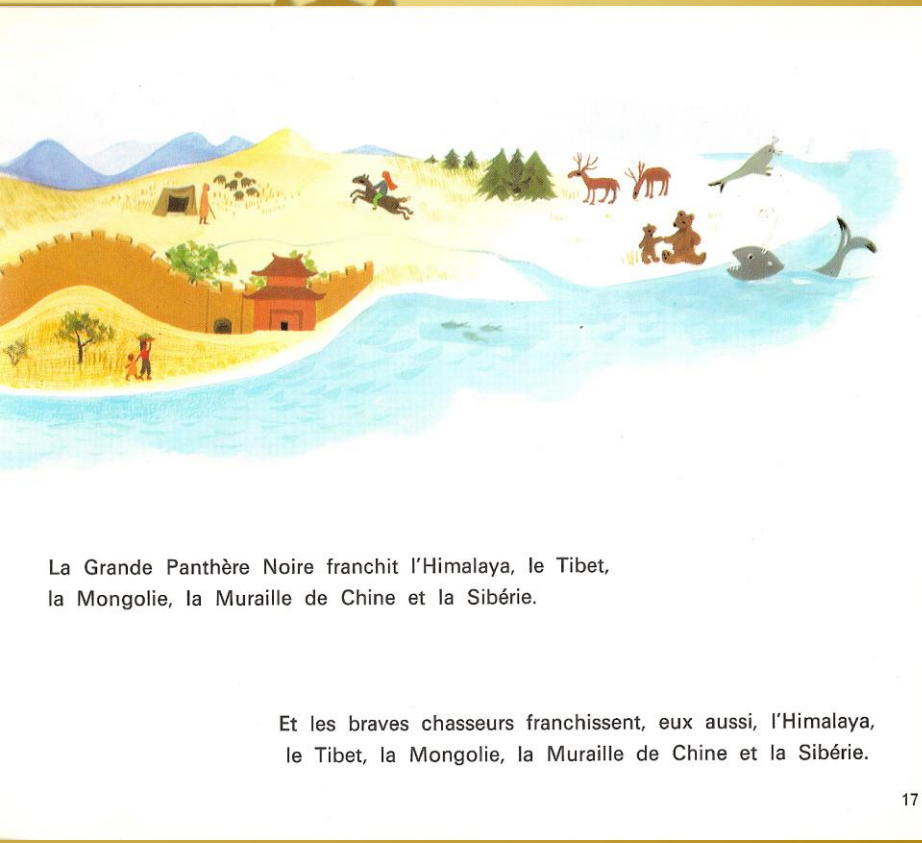 La Grande Panthère Noire franchit l'Himalaya, le Tibet,
la Mongolie, la Muraille de Chine et la Sibérie.
Et les braves chasseurs franchissent, eux aussi, l'Himalaya,
le Tibet, la Mongolie, la Muraille de Chine et la Sibérie.
17